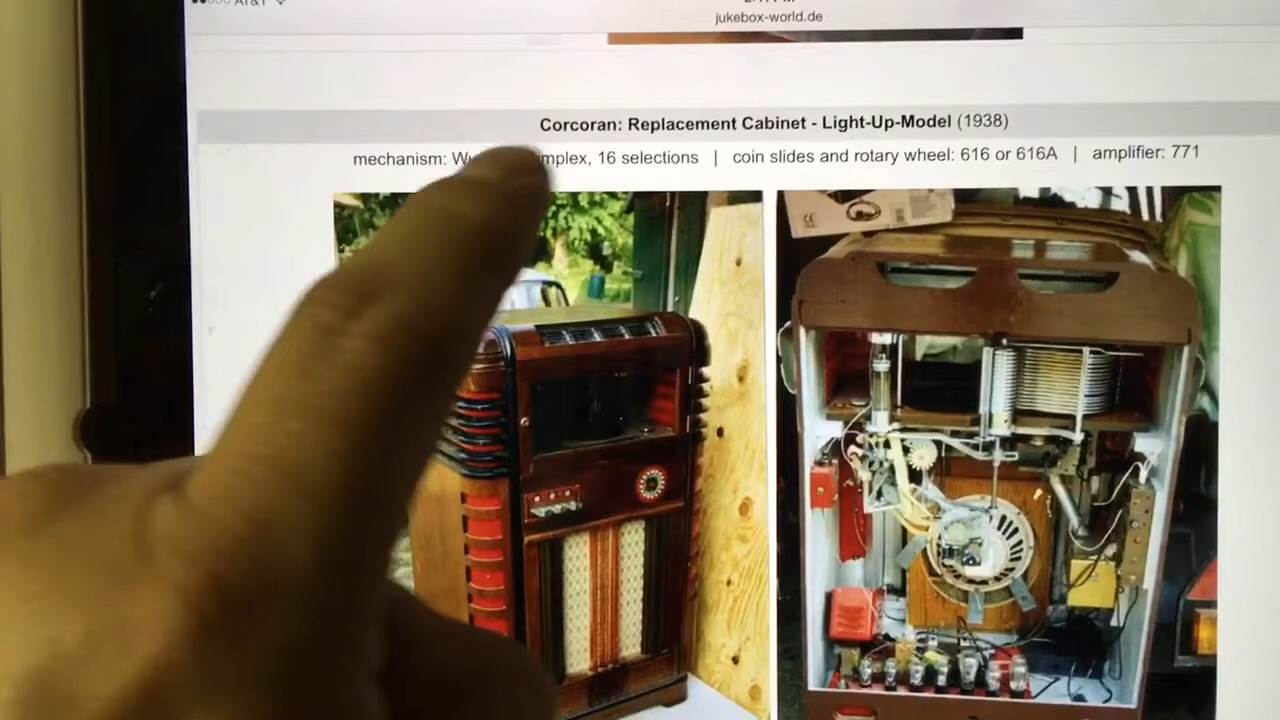 AT&T
jukebox-world.de
Corcoran: Replacement Cabinet - Light-Up-Model (1938)
mechanism: 16 selections | coin slides and rotary wheel: 616 or 616A | amplifier: 771